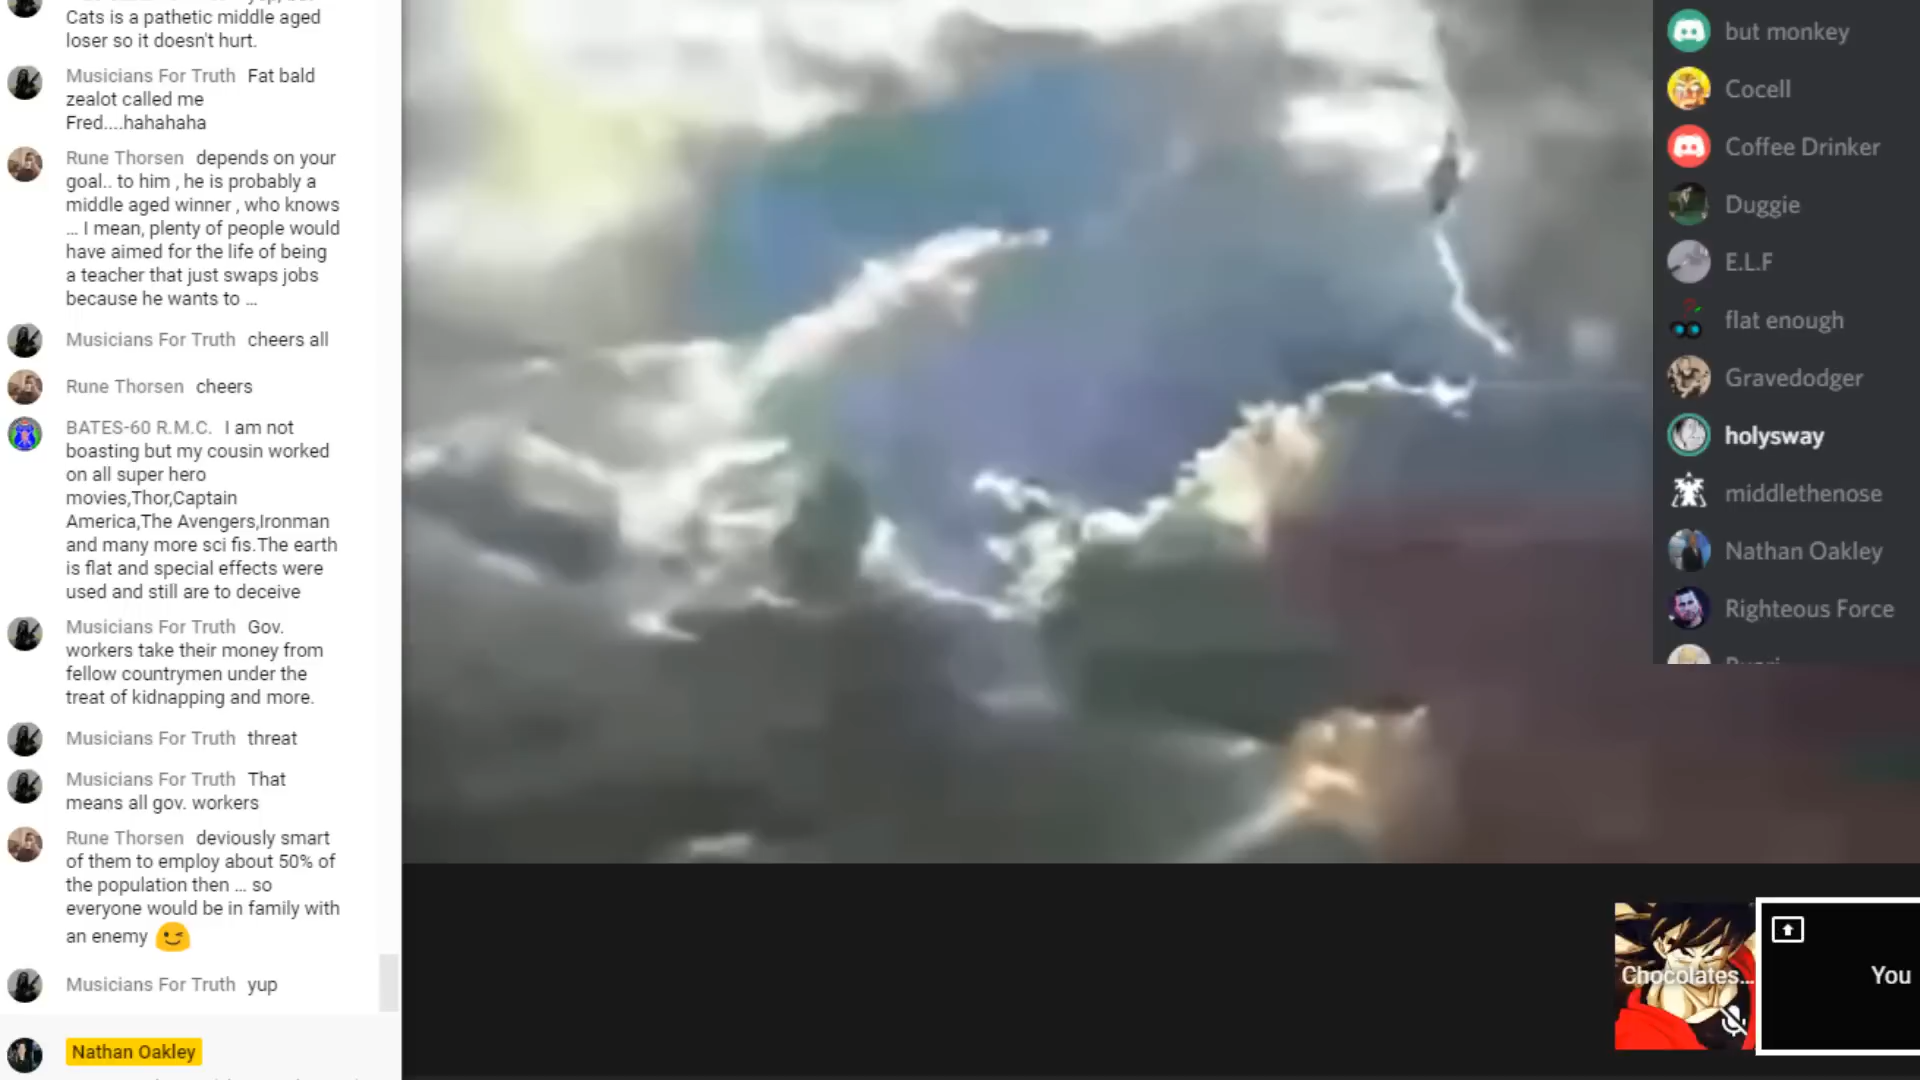 Cats is a pathetic middle aged
loser so it doesn't hurt.
Musicians For Truth Fat bald
zealot called me
Fred....hahahaha
Rune Thorsen depends on your
goal.. to him , he is probably a
middle aged winner , who knows
... I mean, plenty of people would
have aimed for the life of being
a teacher that just swaps jobs
because he wants to ...
Musicians For Truth cheers all
Rune Thorsen cheers
BATES-60 R.M.C. I am not
boasting but my cousin worked
on all super hero
movies,Thor,Captain
America,The Avengers,Ironman
and many more sci fis.The earth
is flat and special effects were
used and still are to deceive
Musicians For Truth Gov.
workers take their money from
fellow countrymen under the
treat of kidnapping and more.
Musicians For Truth threat
Musicians For Truth That
means all gov. workers
Rune Thorsen deviously smart
of them to employ about 50% of
the population then ... so
everyone would be in family with
an enemy 😉
Musicians For Truth yup
Nathan Oakley
but monkey
Cocell
Coffee Drinker
Duggie
E.L.F
flat enough
Gravedodger
holysway
middlethenose
Nathan Oakley
Righteous Force
Chocolates...
You